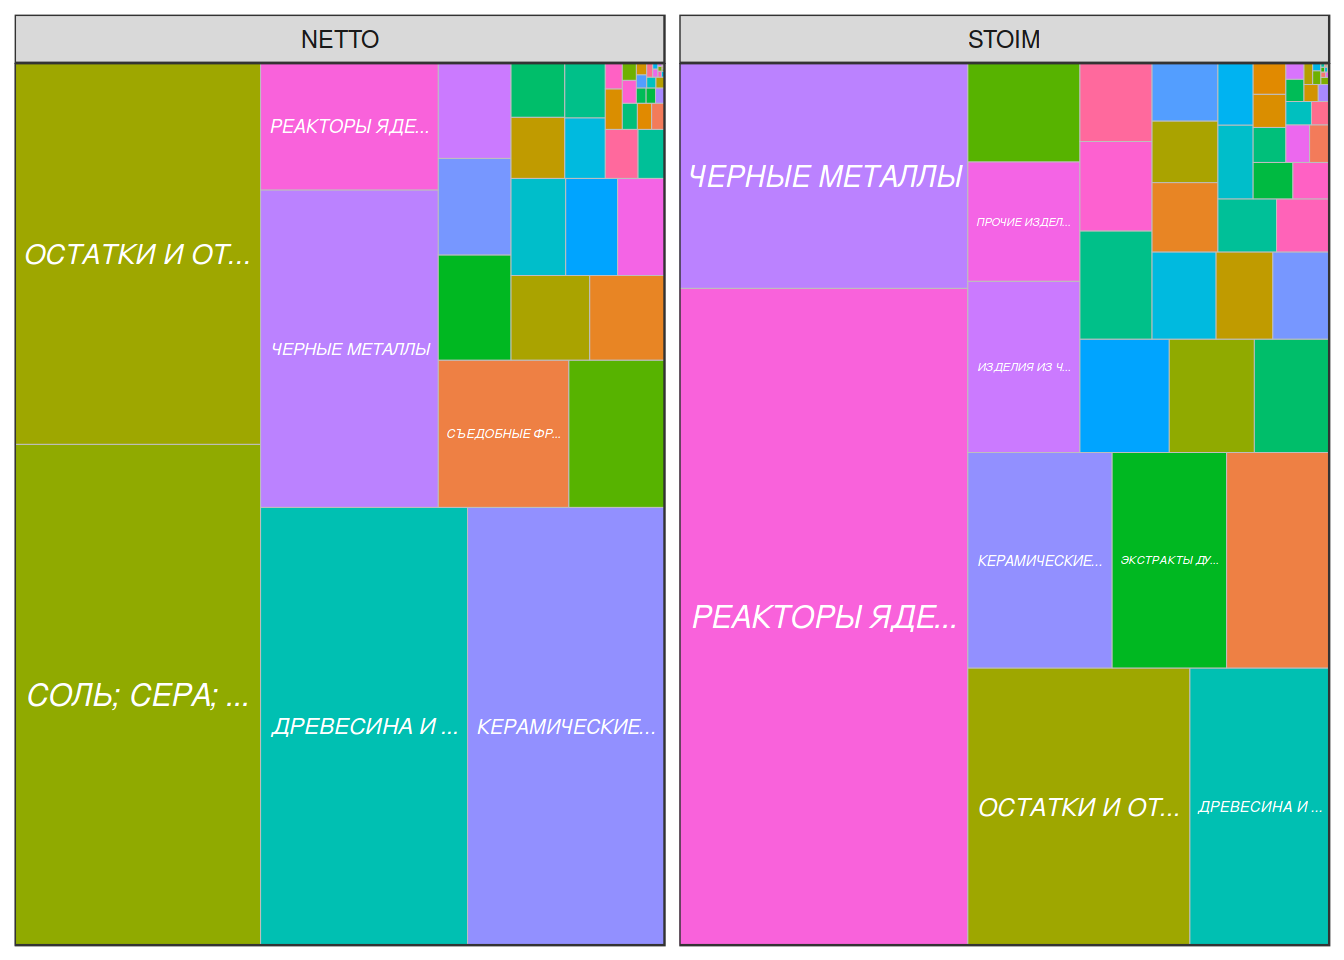 NETTO
STOIM
ОСТАТКИ И ОТ...
СОЛЬ; СЕРА; ...
РЕАКТОРЫ ЯДЕ...
ЧЕРНЫЕ МЕТАЛЛЫ
СЪЕДОБНЫЕ ФР...
ДРЕВЕСИНА И ...
КЕРАМИЧЕСКИЕ...
ЧЕРНЫЕ МЕТАЛЛЫ
РЕАКТОРЫ ЯДЕ...
ПРОЧИЕ ИЗДЕЛ...
ИЗДЕЛИЯ ИЗ Ч...
КЕРАМИЧЕСКИЕ...
ЭКСТРАКТЫ ДУ...
ОСТАТКИ И ОТ...
ДРЕВЕСИНА И ...